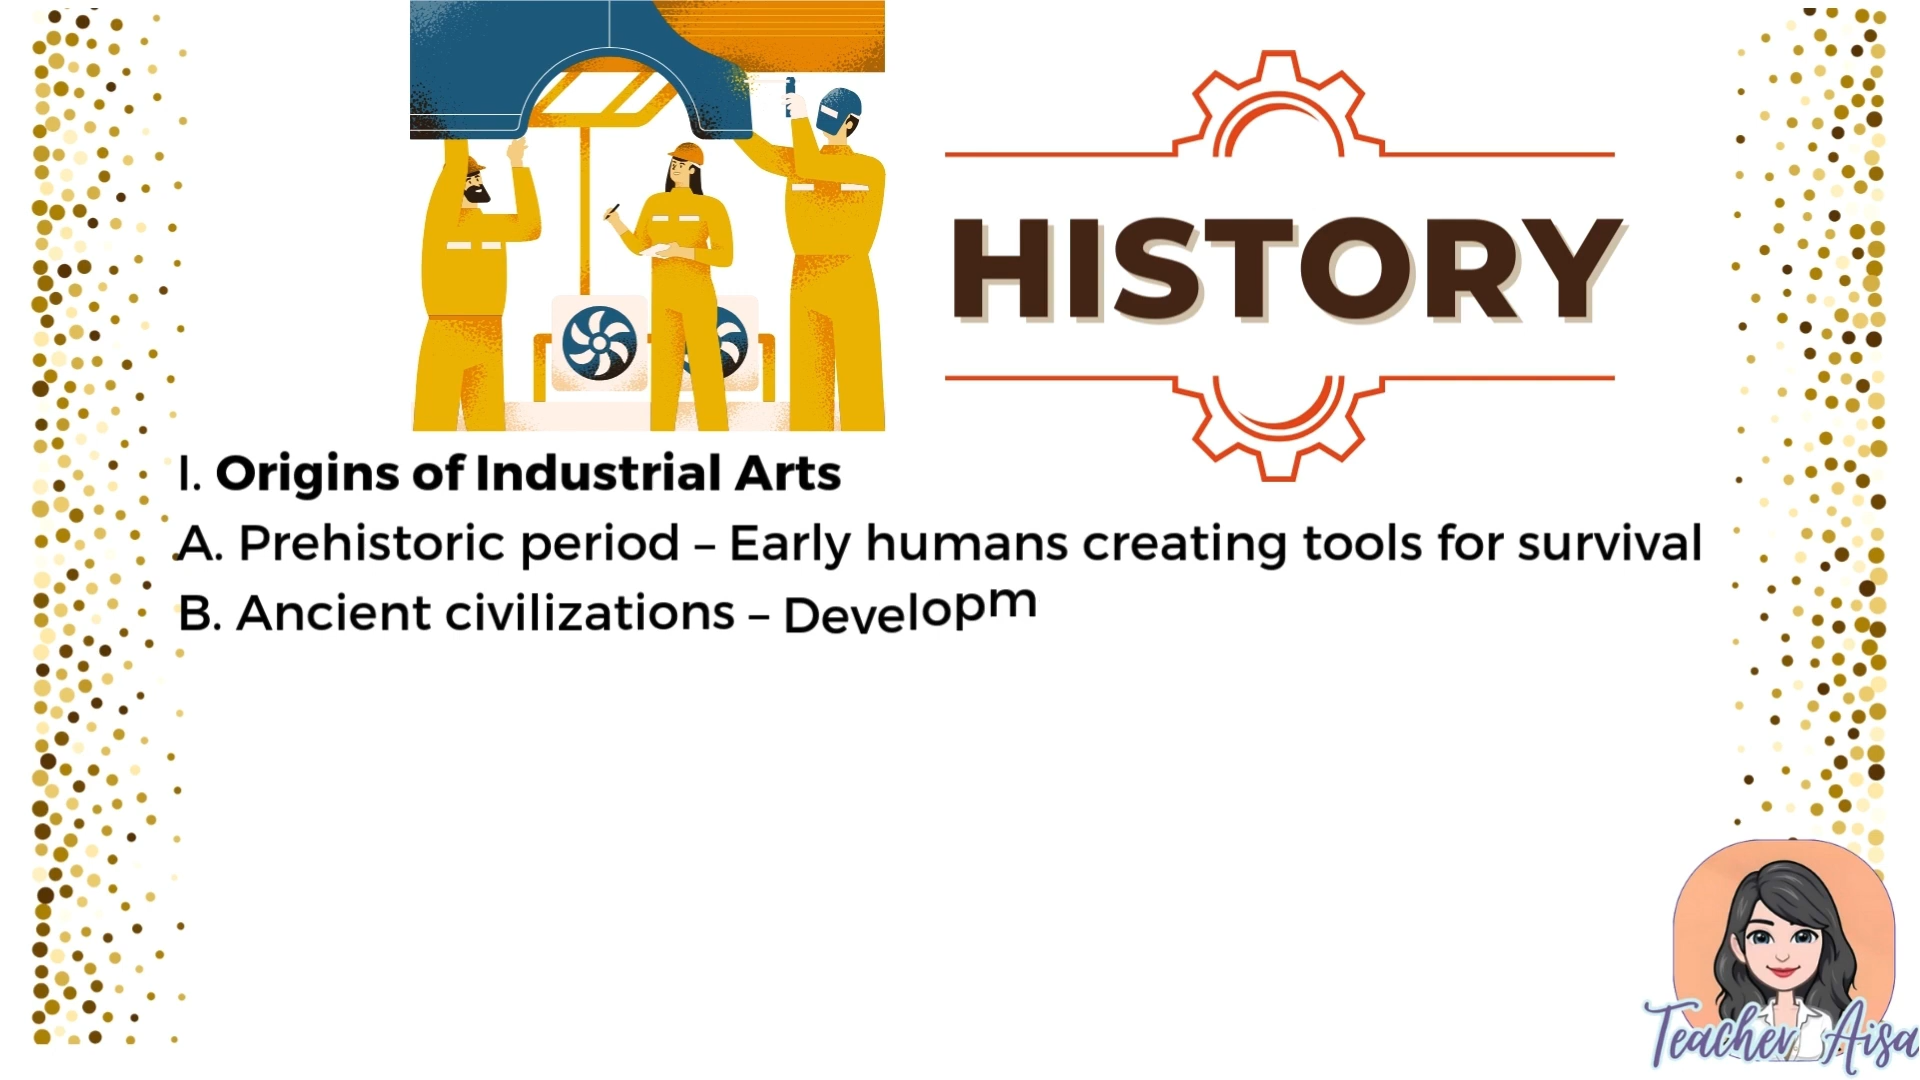 HISTORY
I. Origins of Industrial Arts
A. Prehistoric period – Early humans creating tools for survival
B. Ancient civilizations – Developm
Teacher Aisa